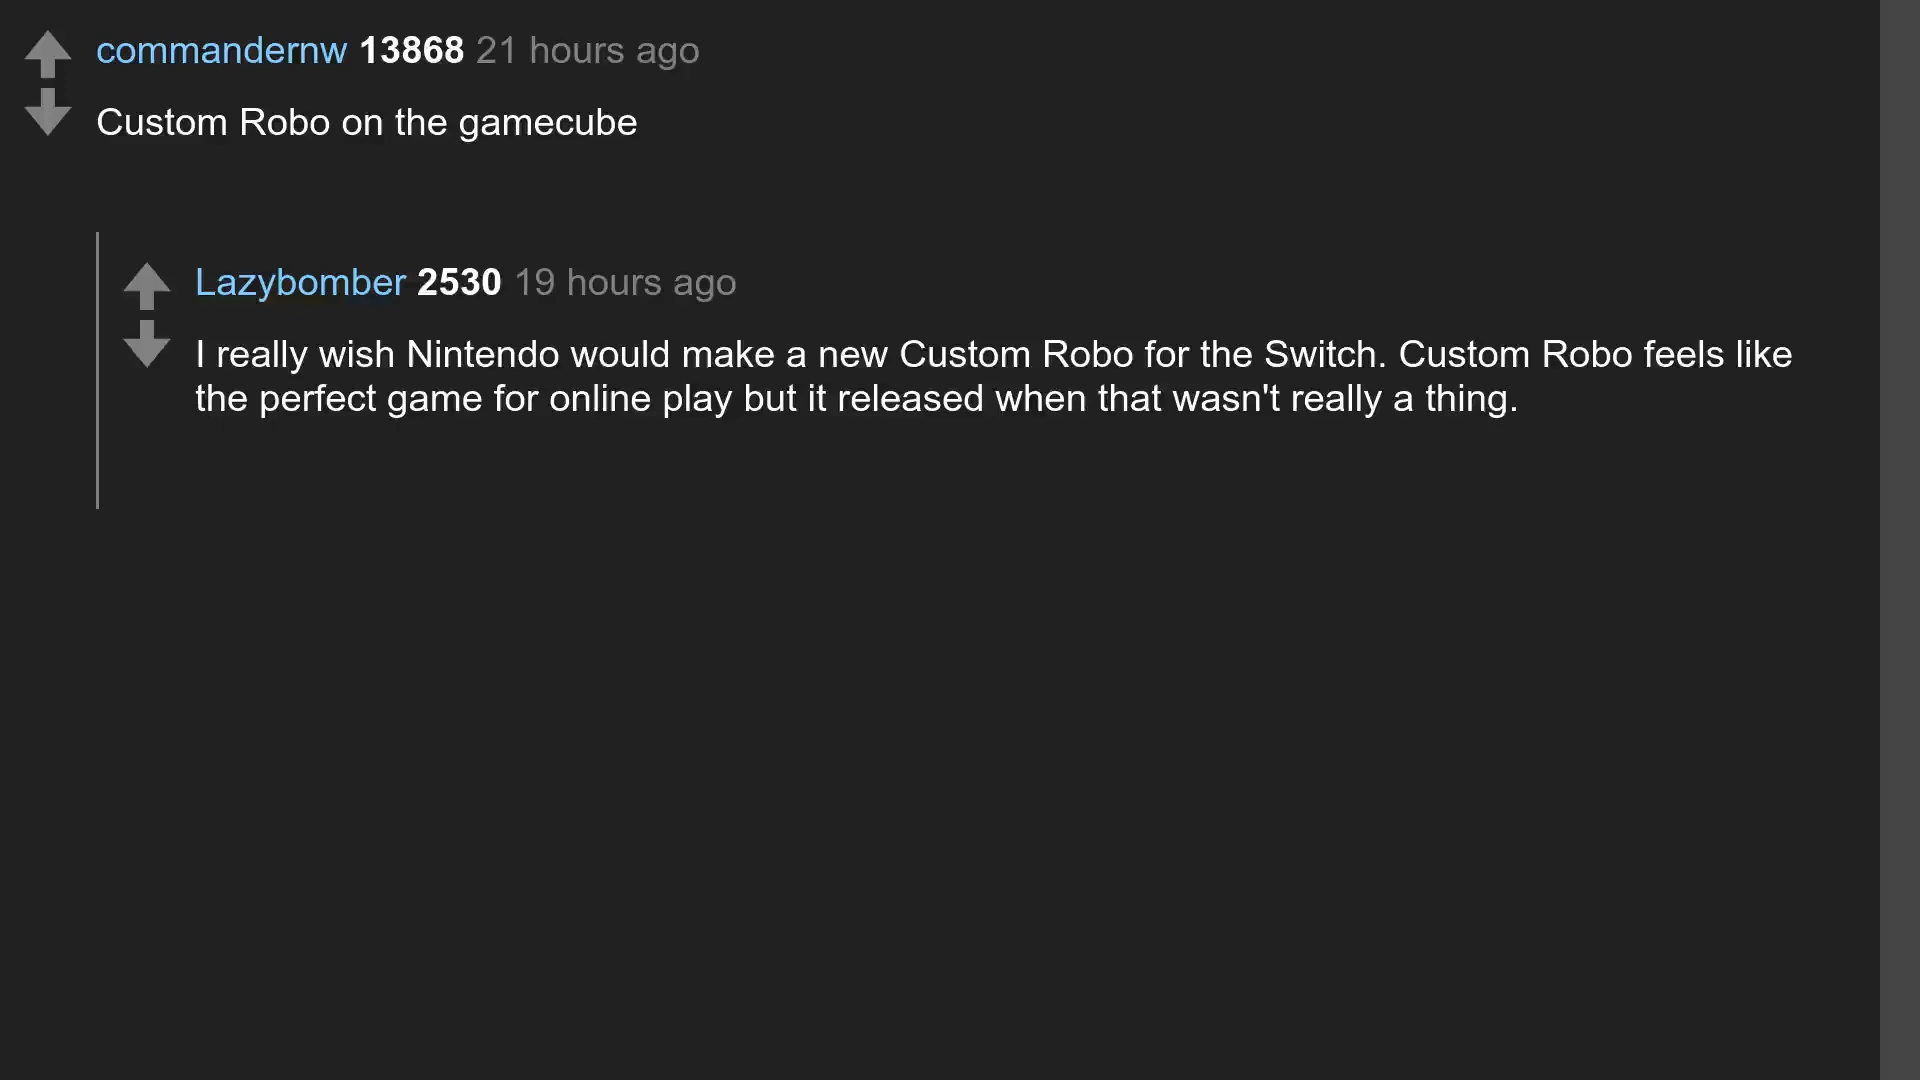 commandernw 13868 21 hours ago
Custom Robo on the gamecube
Lazybomber 2530 19 hours ago
I really wish Nintendo would make a new Custom Robo for the Switch. Custom Robo feels like
the perfect game for online play but it released when that wasn't really a thing.